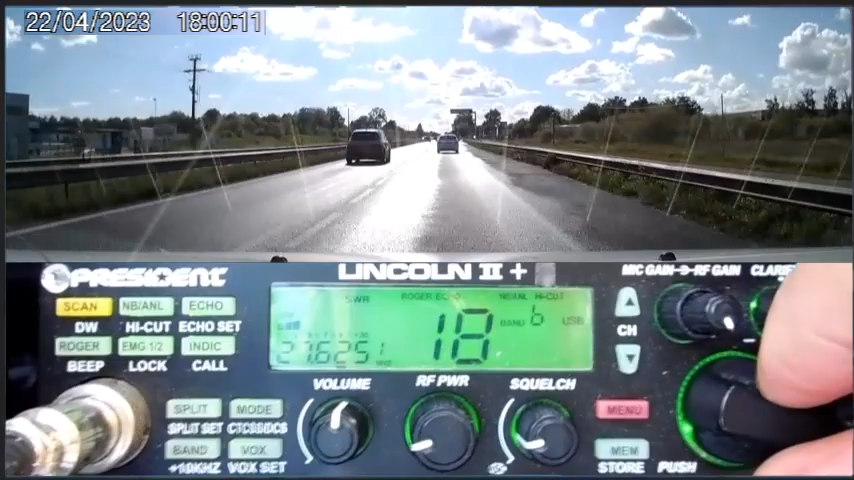 22/04/2023 18:00:11
PRESIDENT LINCOLN II + MIC GAIN RF GAIN CLARIF
SCAN NB/ANL ECHO
DW HI-CUT ECHO SET
ROGER EMG 1/2 INDIC
BEEP LOCK CALL
SWR ROGER ECHO NB/ANL HI-CUT
18 BAND b USB
27.625
CH
VOLUME RF PWR SQUELCH
SPLIT MODE
SPLIT SET CTCSS/DCS
BAND VOX
+10KHZ VOX SET
MENU
MEM
STORE PUSH